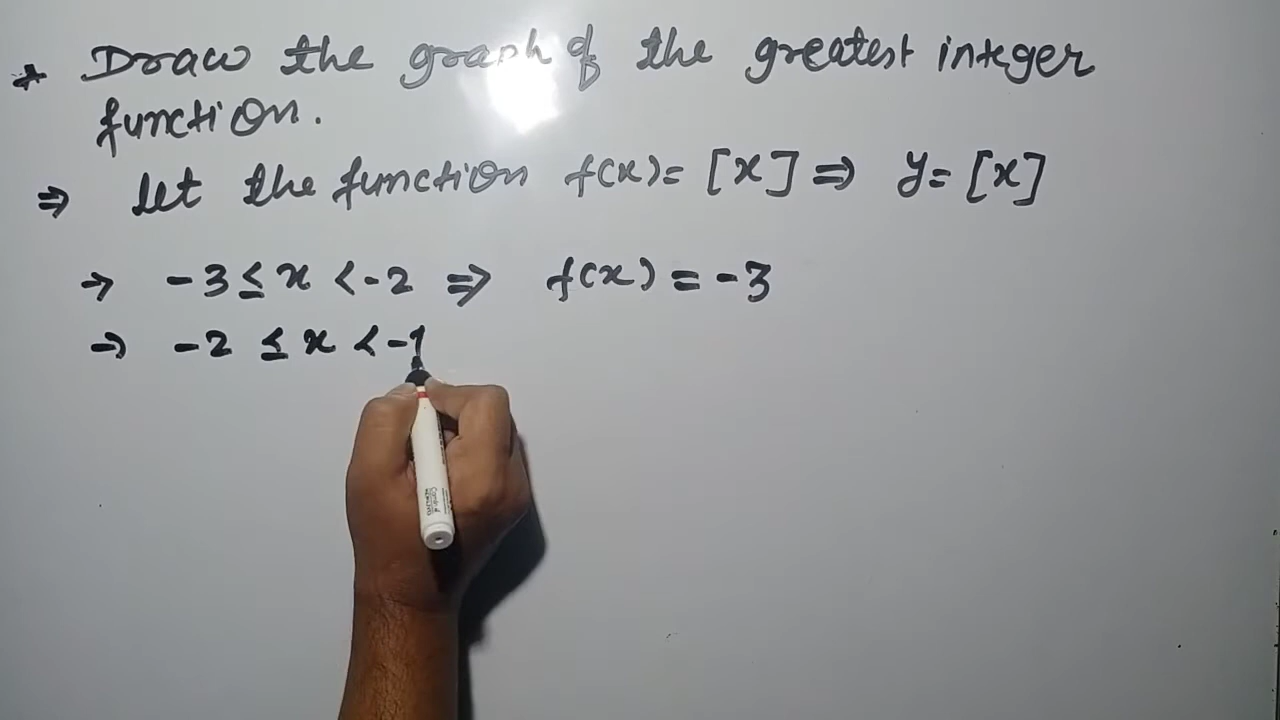 * Draw the graph of the greatest integer
function.
⇒ Let the function f(x)= [x] ⇒ y= [x]
→ -3 ≤ x < -2 ⇒ f(x) = -3
→ -2 ≤ x < -1